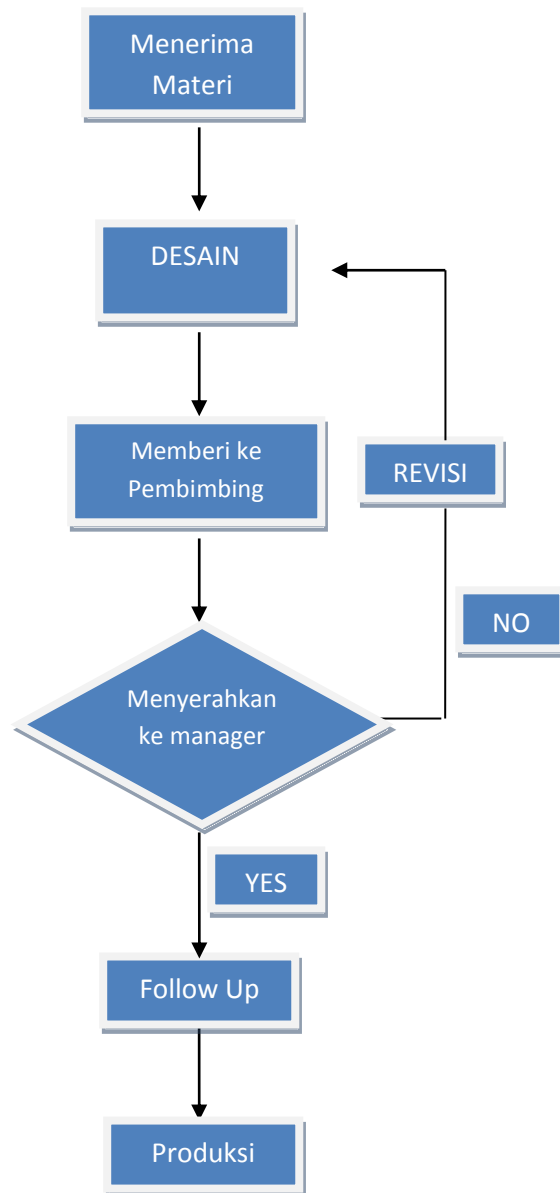 Menerima
Materi
DESAIN
Memberi ke
Pembimbing
REVISI
NO
Menyerahkan
ke manager
YES
Follow Up
Produksi